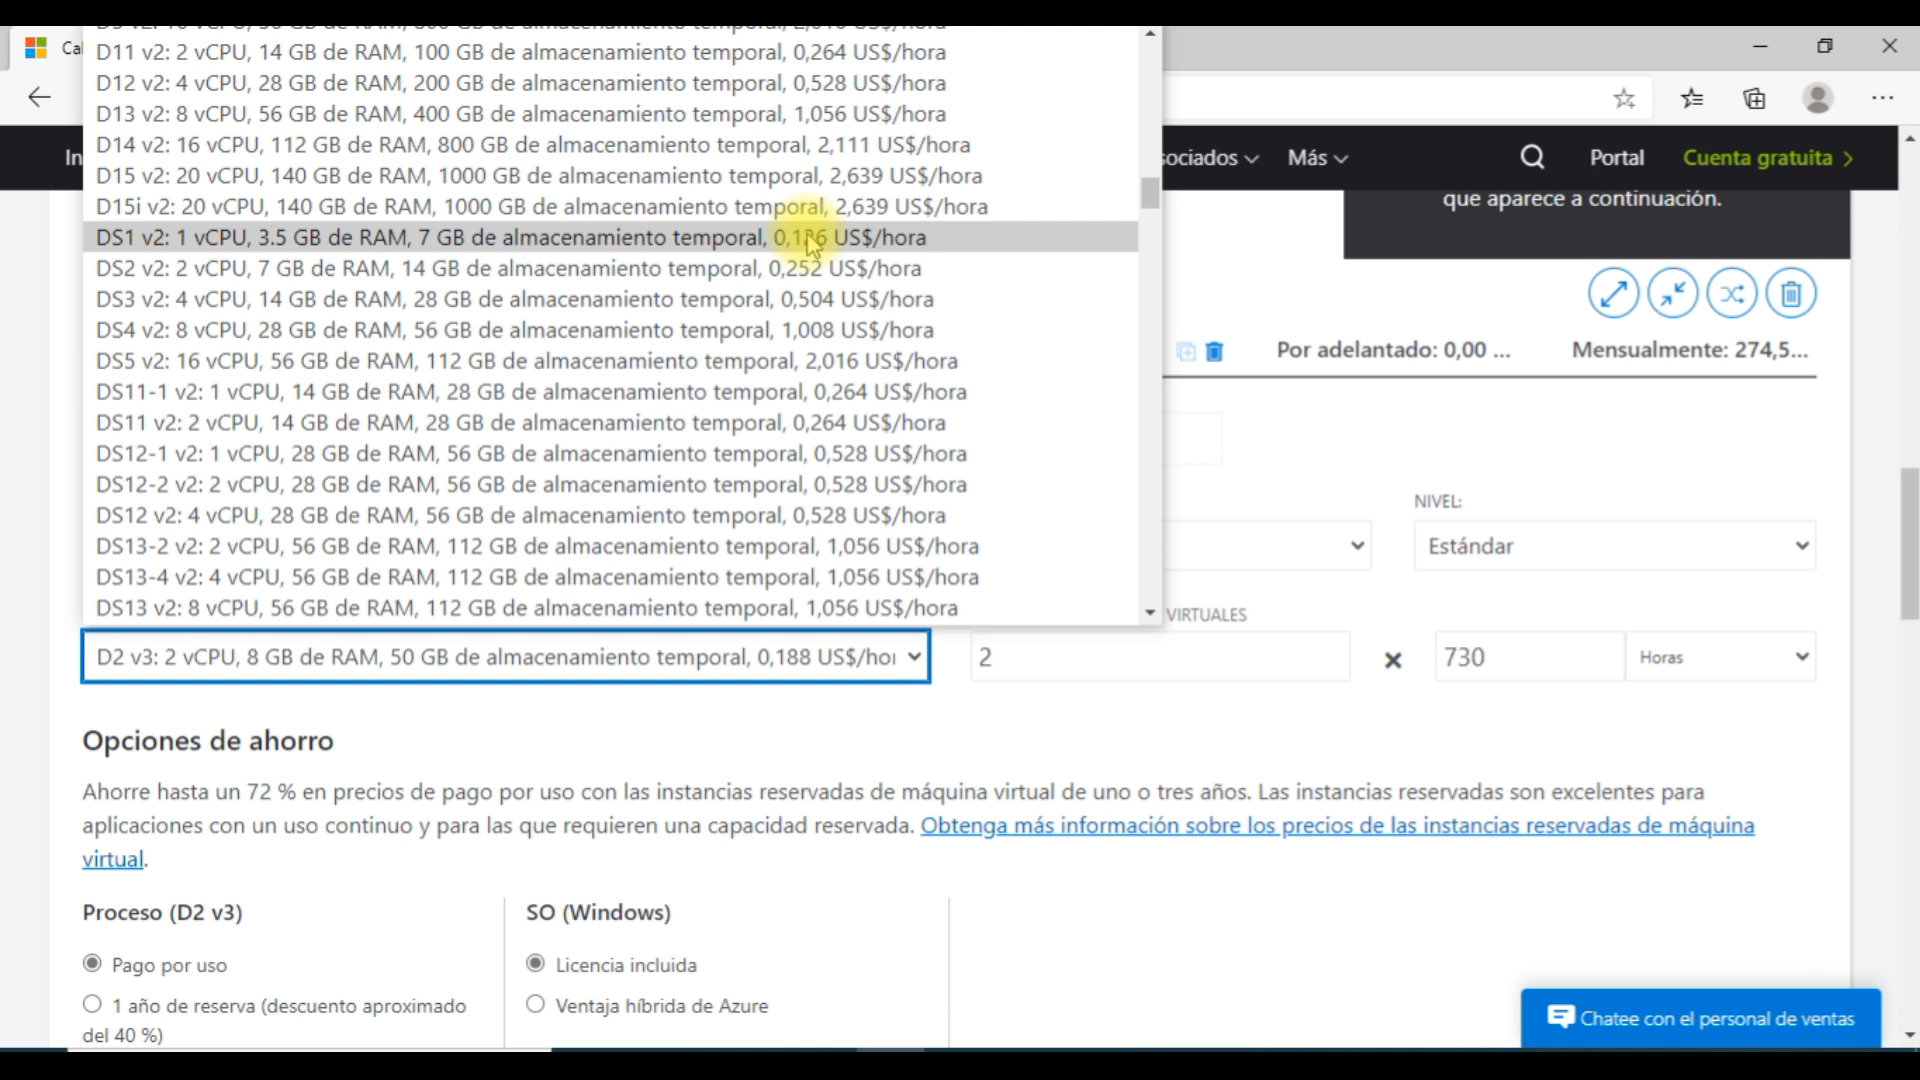 Cal
D11 v2: 2 vCPU, 14 GB de RAM, 100 GB de almacenamiento temporal, 0,264 US$/hora
D12 v2: 4 vCPU, 28 GB de RAM, 200 GB de almacenamiento temporal, 0,528 US$/hora
D13 v2: 8 vCPU, 56 GB de RAM, 400 GB de almacenamiento temporal, 1,056 US$/hora
D14 v2: 16 vCPU, 112 GB de RAM, 800 GB de almacenamiento temporal, 2,111 US$/hora
D15 v2: 20 vCPU, 140 GB de RAM, 1000 GB de almacenamiento temporal, 2,639 US$/hora
D15i v2: 20 vCPU, 140 GB de RAM, 1000 GB de almacenamiento temporal, 2,639 US$/hora
DS1 v2: 1 vCPU, 3.5 GB de RAM, 7 GB de almacenamiento temporal, US$/hora
DS2 v2: 2 vCPU, 7 GB de RAM, 14 GB de almacenamiento temporal, 0,252 US$/hora
DS3 v2: 4 vCPU, 14 GB de RAM, 28 GB de almacenamiento temporal, 0,504 US$/hora
DS4 v2: 8 vCPU, 28 GB de RAM, 56 GB de almacenamiento temporal, 1,008 US$/hora
DS5 v2: 16 vCPU, 56 GB de RAM, 112 GB de almacenamiento temporal, 2,016 US$/hora
DS11-1 v2: 1 vCPU, 14 GB de RAM, 28 GB de almacenamiento temporal, 0,264 US$/hora
DS11 v2: 2 vCPU, 14 GB de RAM, 28 GB de almacenamiento temporal, 0,264 US$/hora
DS12-1 v2: 1 vCPU, 28 GB de RAM, 56 GB de almacenamiento temporal, 0,528 US$/hora
DS12-2 v2: 2 vCPU, 28 GB de RAM, 56 GB de almacenamiento temporal, 0,528 US$/hora
DS12 v2: 4 vCPU, 28 GB de RAM, 56 GB de almacenamiento temporal, 0,528 US$/hora
DS13-2 v2: 2 vCPU, 56 GB de RAM, 112 GB de almacenamiento temporal, 1,056 US$/hora
DS13-4 v2: 4 vCPU, 56 GB de RAM, 112 GB de almacenamiento temporal, 1,056 US$/hora
DS13 v2: 8 vCPU, 56 GB de RAM, 112 GB de almacenamiento temporal, 1,056 US$/hora
In
sociados Más Portal Cuenta gratuita
que aparece a continuación.
Por adelantado: 0,00 ... Mensualmente: 274,5...
NIVEL:
Estándar
VIRTUALES
D2 v3: 2 vCPU, 8 GB de RAM, 50 GB de almacenamiento temporal, 0,188 US$/hor 2 730 Horas
Opciones de ahorro
Ahorre hasta un 72 % en precios de pago por uso con las instancias reservadas de máquina virtual de uno o tres años. Las instancias reservadas son excelentes para
aplicaciones con un uso continuo y para las que requieren una capacidad reservada. Obtenga más información sobre los precios de las instancias reservadas de máquina
virtual.
Proceso (D2 v3)
Pago por uso
1 año de reserva (descuento aproximado
del 40 %)
SO (Windows)
Licencia incluida
Ventaja híbrida de Azure
Chatee con el personal de ventas